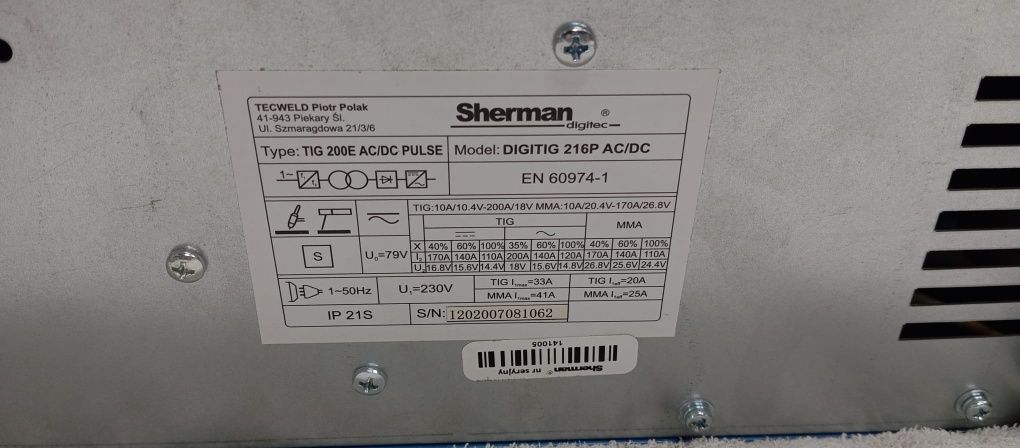 TECWELD Piotr Polak
41-943 Piekary Śl.
Ul. Szmaragdowa 21/3/6
Sherman ®
digitec
Type: TIG 200E AC/DC PULSE
Model: DIGITIG 216P AC/DC
1~ f₁ f₂
EN 60974-1
TIG:10A/10.4V-200A/18V MMA:10A/20.4V-170A/26.8V
TIG MMA
S
U₀=79V
X 40% 60% 100% 35% 60% 100% 40% 60% 100%
I₂ 170A 140A 110A 200A 140A 120A 170A 140A 110A
U₂ 16.8V 15.6V 14.4V 18V 15.6V 14.8V 26.8V 25.6V 24.4V
1~50Hz
U₁=230V
TIG I₁max=33A
TIG I₁eff=20A
MMA I₁max=41A
MMA I₁eff=25A
IP 21S
S/N: I202007081062
Sherman® nr seryjny
141005